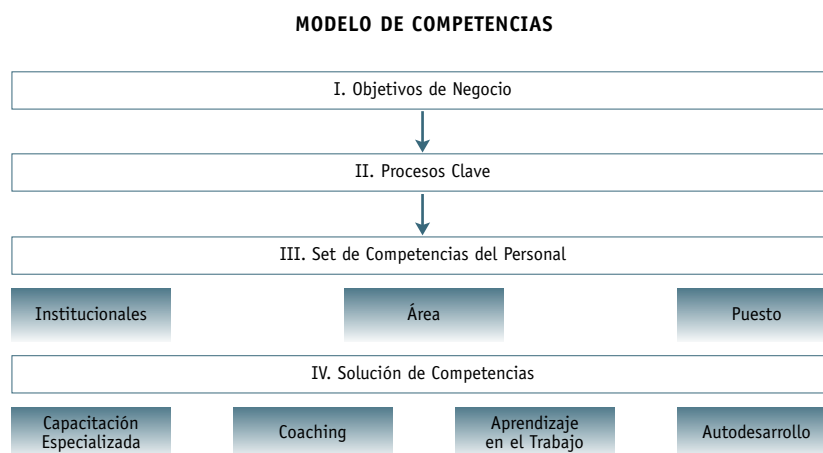 MODELO DE COMPETENCIAS
I. Objetivos de Negocio
II. Procesos Clave
III. Set de Competencias del Personal
Institucionales
Área
Puesto
IV. Solución de Competencias
Capacitación
Especializada
Coaching
Aprendizaje
en el Trabajo
Autodesarrollo